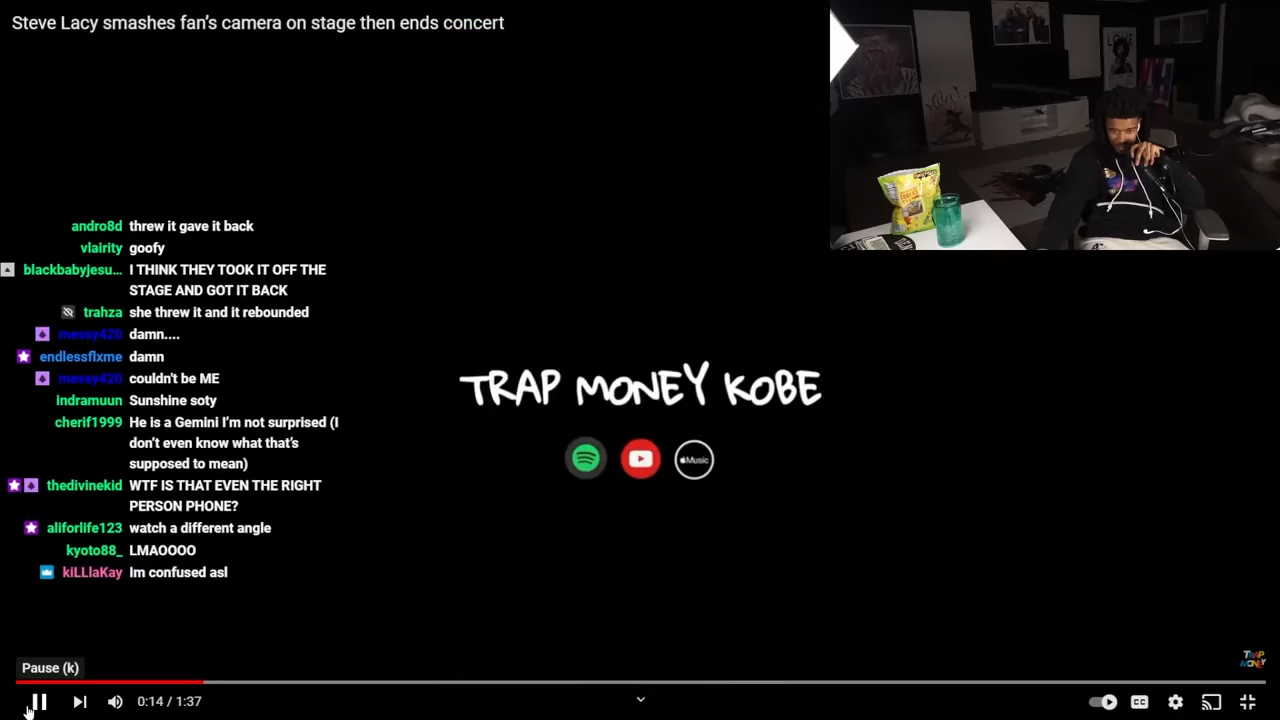 Steve Lacy smashes fan's camera on stage then ends concert
andro8d threw it gave it back
vlairity goofy
blackbabyjesu... I THINK THEY TOOK IT OFF THE
STAGE AND GOT IT BACK
trahza she threw it and it rebounded
messy420 damn....
endlessflxme damn
messy420 couldn't be ME
indramuun Sunshine soty
cherif1999 He is a Gemini I'm not surprised (I
don't even know what that's
supposed to mean)
thedivinekid WTF IS THAT EVEN THE RIGHT
PERSON PHONE?
aliforlife123 watch a different angle
kyoto88_ LMAOOOO
kiLLlaKay Im confused asl
TRAP MONEY KOBE
Music
TRAP
MONEY
Pause (k)
0:14 / 1:37
CC